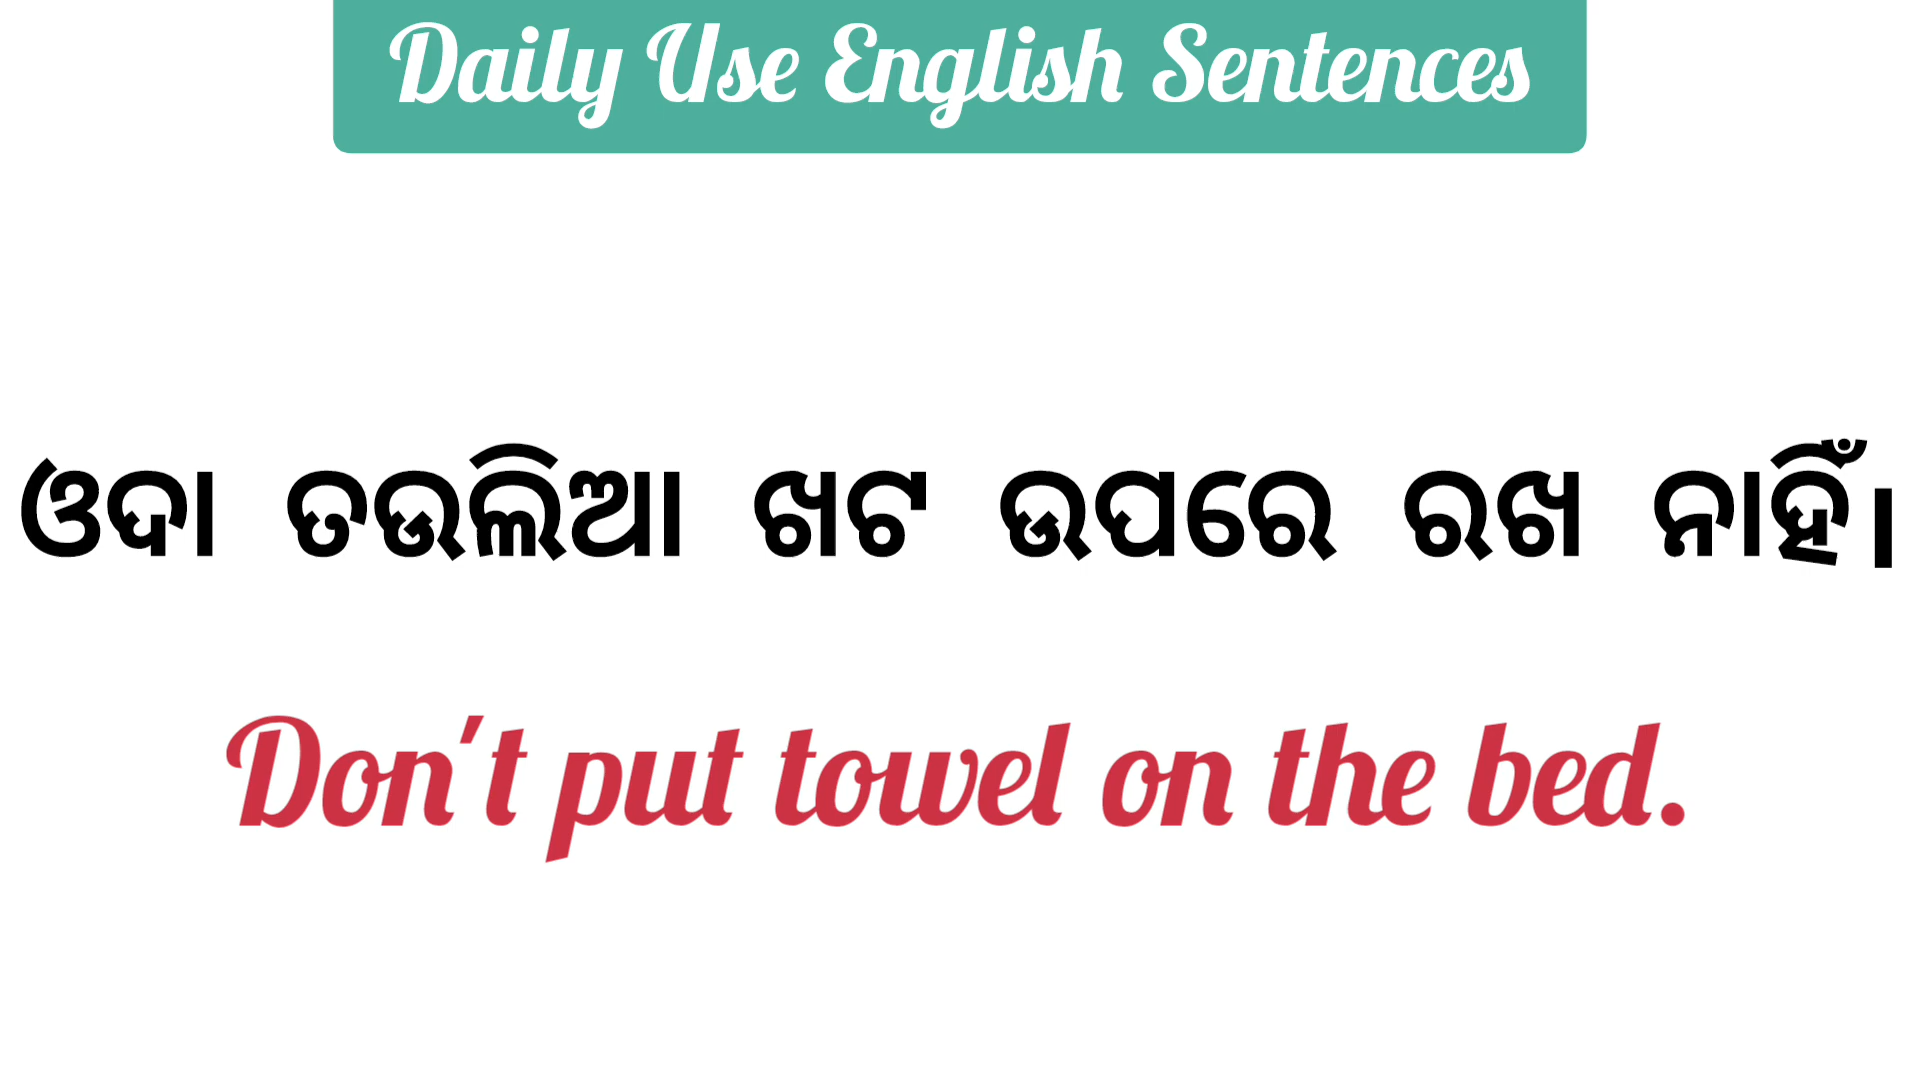 Daily Use English Sentences
ଓଦା ତଉଲିଆ ଖଟ ଉପରେ ରଖ ନାହିଁ।
Don't put towel on the bed.